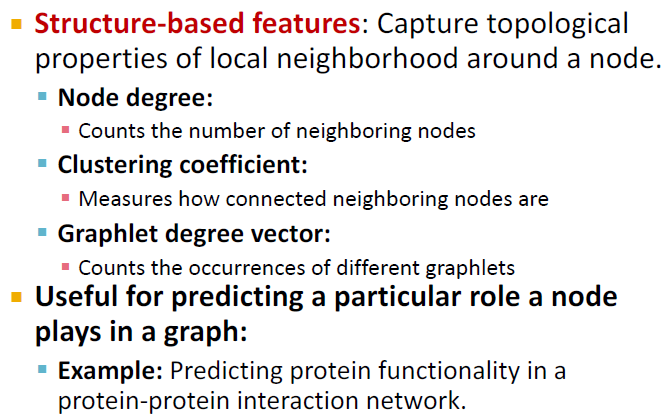 Structure-based features: Capture topological
properties of local neighborhood around a node.
Node degree:
Counts the number of neighboring nodes
Clustering coefficient:
Measures how connected neighboring nodes are
Graphlet degree vector:
Counts the occurrences of different graphlets
Useful for predicting a particular role a node
plays in a graph:
Example: Predicting protein functionality in a
protein-protein interaction network.